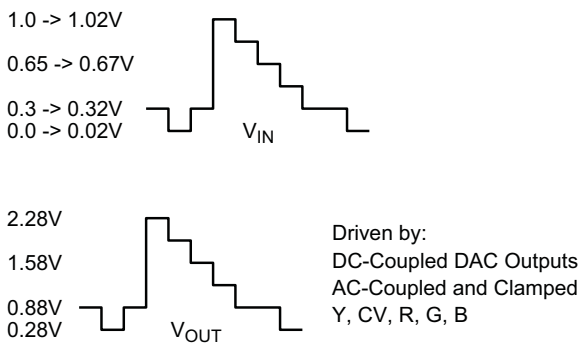 1.0 -> 1.02V
0.65 -> 0.67V
0.3 -> 0.32V
0.0 -> 0.02V
VIN
2.28V
1.58V
0.88V
0.28V
VOUT
Driven by:
DC-Coupled DAC Outputs
AC-Coupled and Clamped
Y, CV, R, G, B